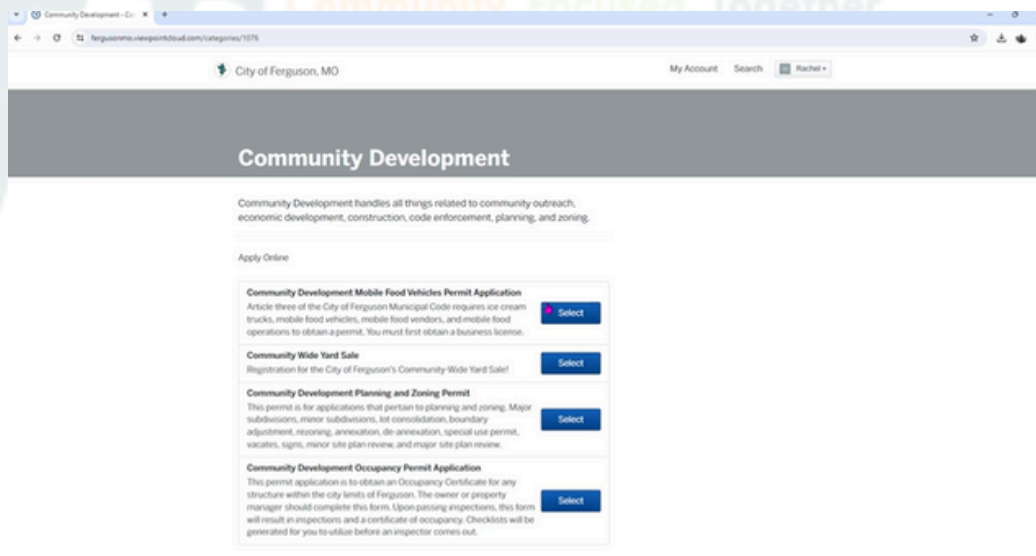 Community Focused Together
Community Development - Co
fergusonmo.viewpointcloud.com/categories/1076
City of Ferguson, MO
My Account Search Rachel
Community Development
Community Development handles all things related to community outreach,
economic development, construction, code enforcement, planning, and zoning.
Apply Online
Community Development Mobile Food Vehicles Permit Application
Article three of the City of Ferguson Municipal Code requires ice cream
trucks, mobile food vehicles, mobile food vendors, and mobile food
operations to obtain a permit. You must first obtain a business license.
Select
Community Wide Yard Sale
Registration for the City of Ferguson's Community-Wide Yard Sale!
Select
Community Development Planning and Zoning Permit
This permit is for applications that pertain to planning and zoning. Major
subdivisions, minor subdivisions, lot consolidation, boundary
adjustment, rezoning, annexation, de-annexation, special use permit,
vacates, signs, minor site plan review, and major site plan review.
Select
Community Development Occupancy Permit Application
This permit application is to obtain an Occupancy Certificate for any
structure within the city limits of Ferguson. The owner or property
manager should complete this form. Upon passing inspections, this form
will result in inspections and a certificate of occupancy. Checklists will be
generated for you to utilize before an inspector comes out.
Select